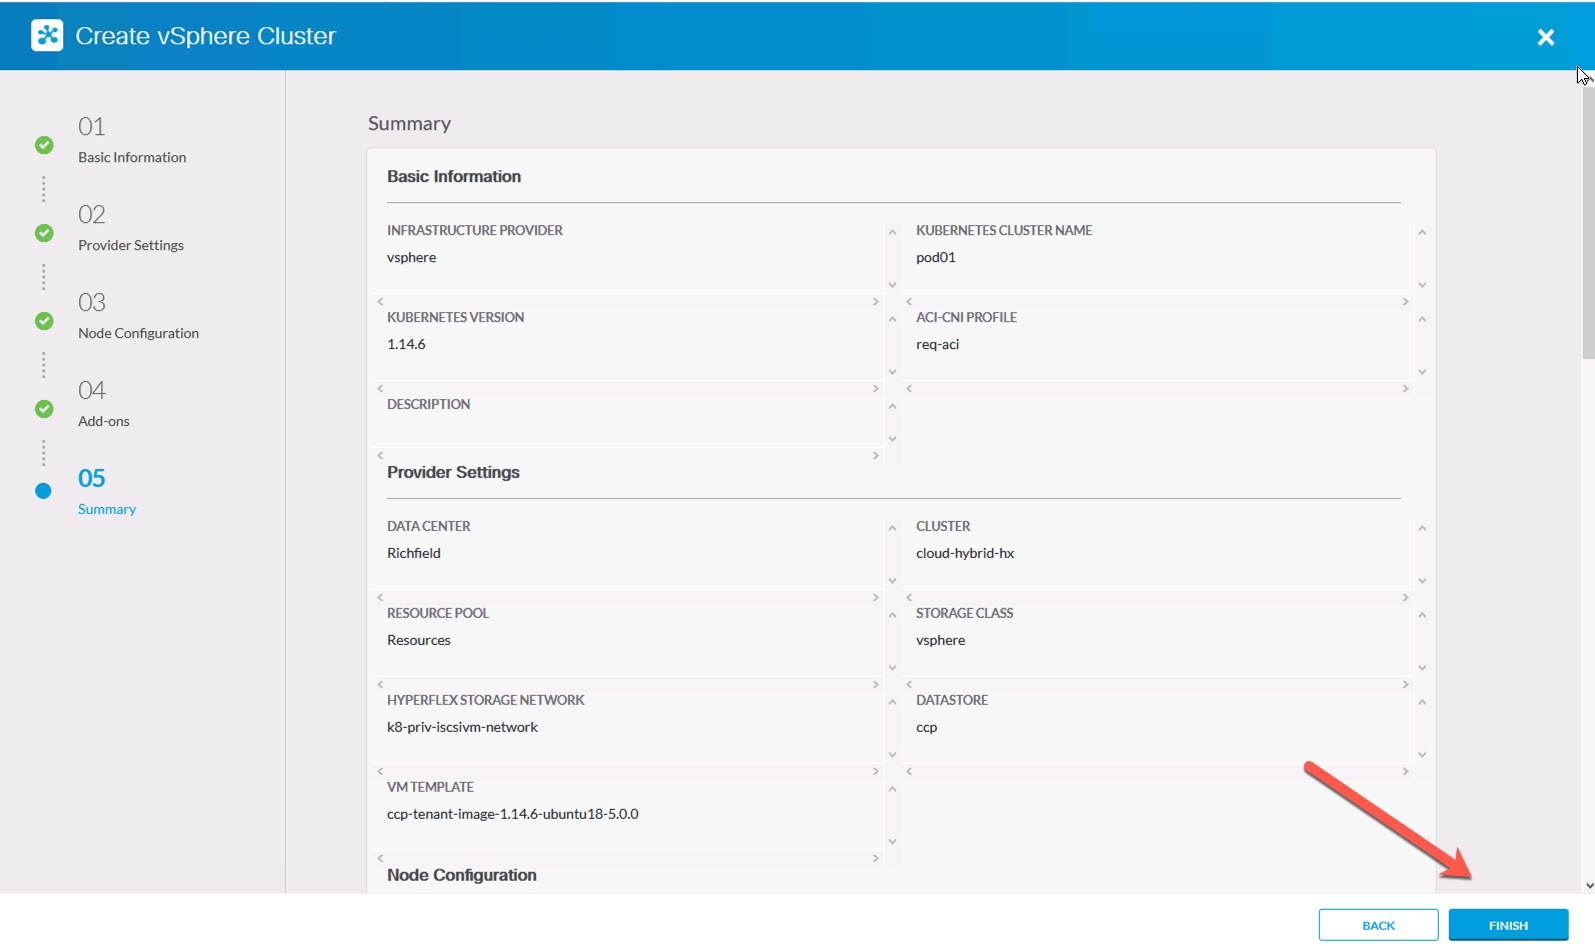 Create vSphere Cluster
01
Basic Information
02
Provider Settings
03
Node Configuration
04
Add-ons
05
Summary
Summary
Basic Information
INFRASTRUCTURE PROVIDER
vsphere
KUBERNETES CLUSTER NAME
pod01
KUBERNETES VERSION
1.14.6
ACI-CNI PROFILE
req-aci
DESCRIPTION
Provider Settings
DATA CENTER
Richfield
CLUSTER
cloud-hybrid-hx
RESOURCE POOL
Resources
STORAGE CLASS
vsphere
HYPERFLEX STORAGE NETWORK
k8-priv-iscsivm-network
DATASTORE
ccp
VM TEMPLATE
ccp-tenant-image-1.14.6-ubuntu18-5.0.0
Node Configuration
BACK
FINISH